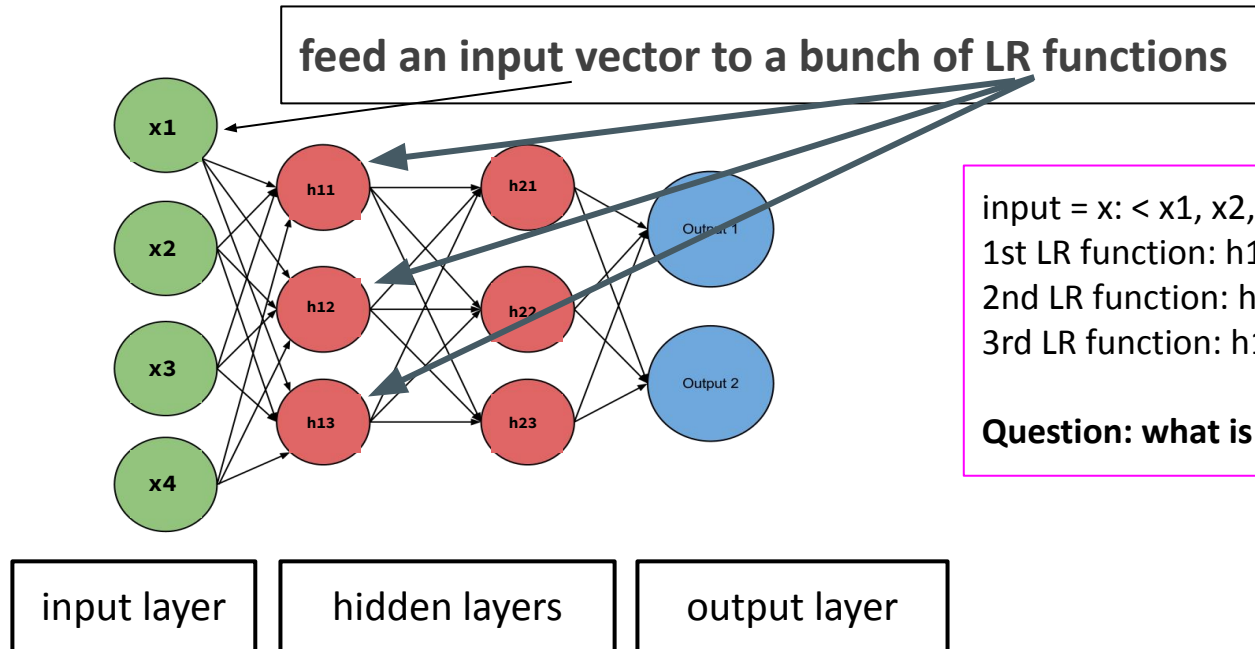 feed an input vector to a bunch of LR functions
x1
x2
x3
x4
h11
h12
h13
h21
h22
h23
Output 1
Output 2
input = x: < x1, x2,
1st LR function: h1
2nd LR function: h
3rd LR function: h1
Question: what is
input layer
hidden layers
output layer